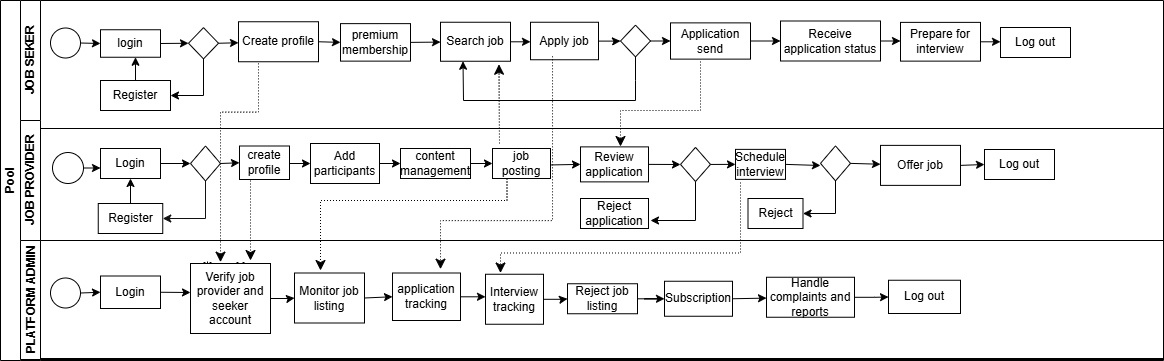 Pool
JOB SEKER
login
Register
Create profile
premium
membership
Search job
Apply job
Application
send
Receive
application status
Prepare for
interview
Log out
JOB PROVIDER
Login
Register
create
profile
Add
participants
content
management
job
posting
Review
application
Reject
application
Schedule
interview
Reject
Offer job
Log out
PLATFORM ADMIN
Login
Verify job
provider and
seeker
account
Monitor job
listing
application
tracking
Interview
tracking
Reject job
listing
Subscription
Handle
complaints and
reports
Log out